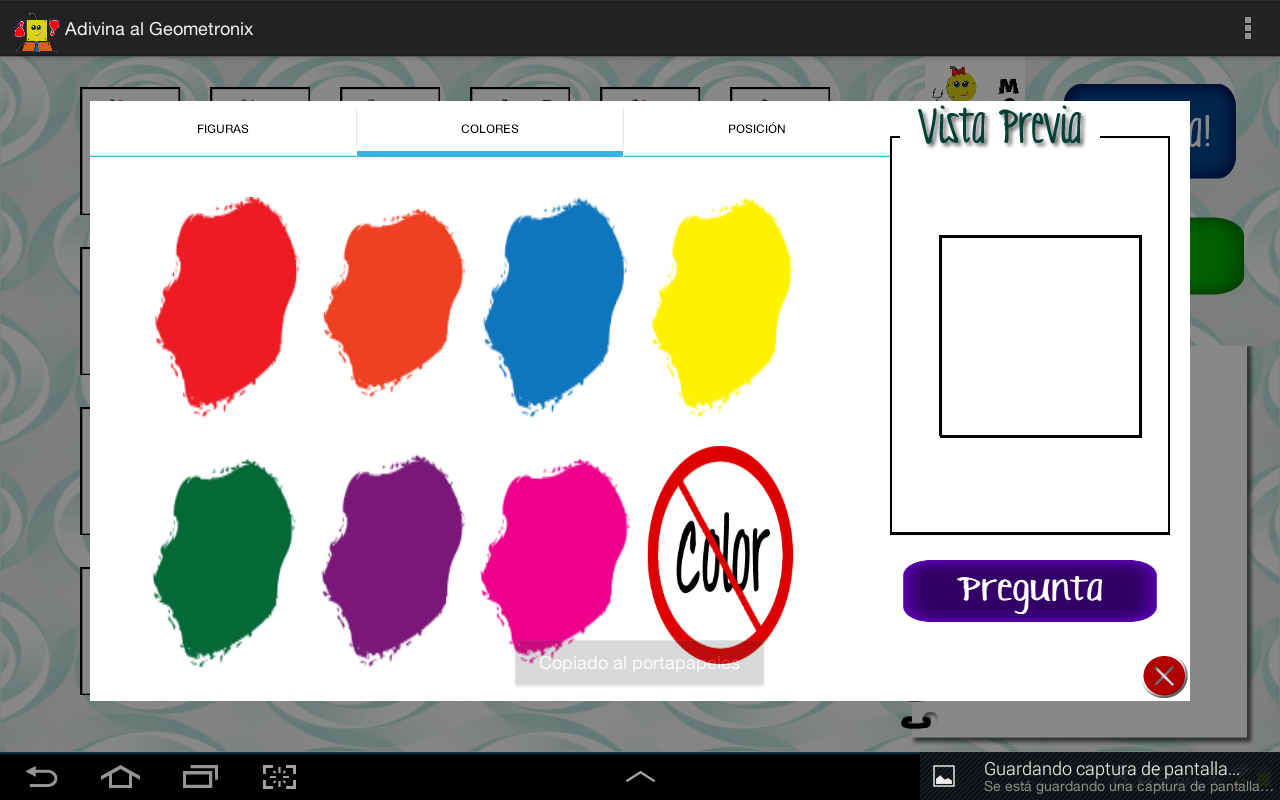 Adivina al Geometronix
FIGURAS
COLORES
POSICIÓN
Vista Previa
color
Pregunta
Copiado al portapapeles
Guardando captura de pantalla...
Se está guardando una captura de pantalla...